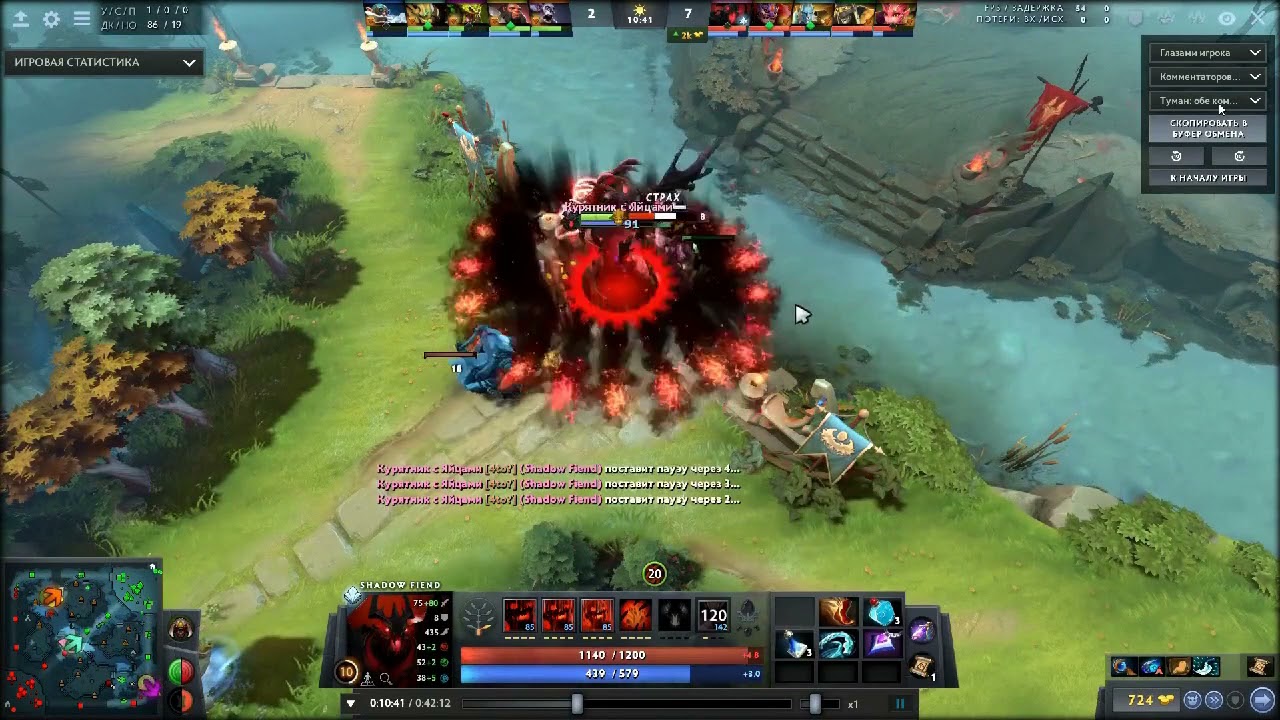 У/С/П 1/0/0
ДК/ПО 86/19
ИГРОВАЯ СТАТИСТИКА
2
10:41
7
2k
FPS / ЗАДЕРЖКА 84 0
ПОТЕРИ: ВХ/ИСХ. 0 0
Глазами игрока
Комментаторов...
Туман: обе ком...
СКОПИРОВАТЬ В
БУФЕР ОБМЕНА
К НАЧАЛУ ИГРЫ
СТРАХ
Курятник с Яйцами
8
91
18
Курятник с Яйцами (Shadow Fiend) поставит паузу через 4...
Курятник с Яйцами (Shadow Fiend) поставит паузу через 3...
Курятник с Яйцами (Shadow Fiend) поставит паузу через 2...
20
SHADOW FIEND
75+80
8
435
43+2
52+2
38+5
10
85
85
85
120
142
3
3
1
1140 / 1200
+4.8
439 / 579
+3.0
0:10:41 / 0:42:12
x1
724